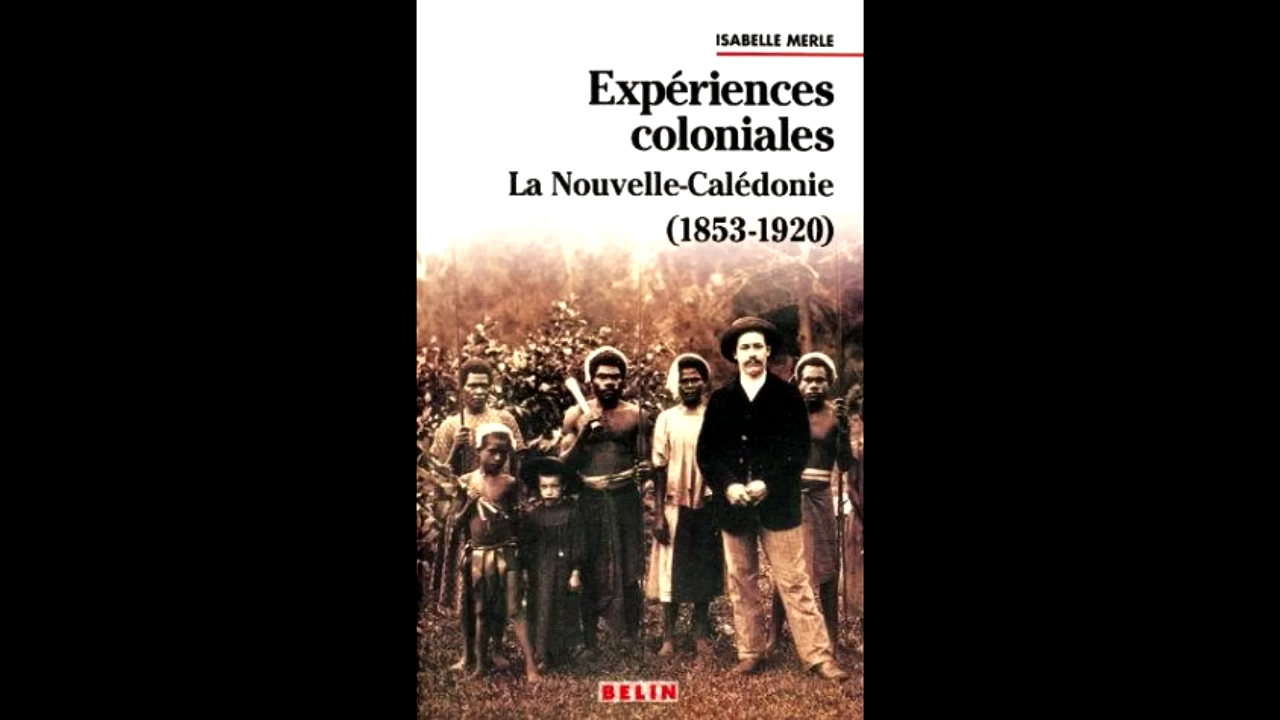 ISABELLE MERLE
Expériences
coloniales
La Nouvelle-Calédonie
(1853-1920)
BELIN